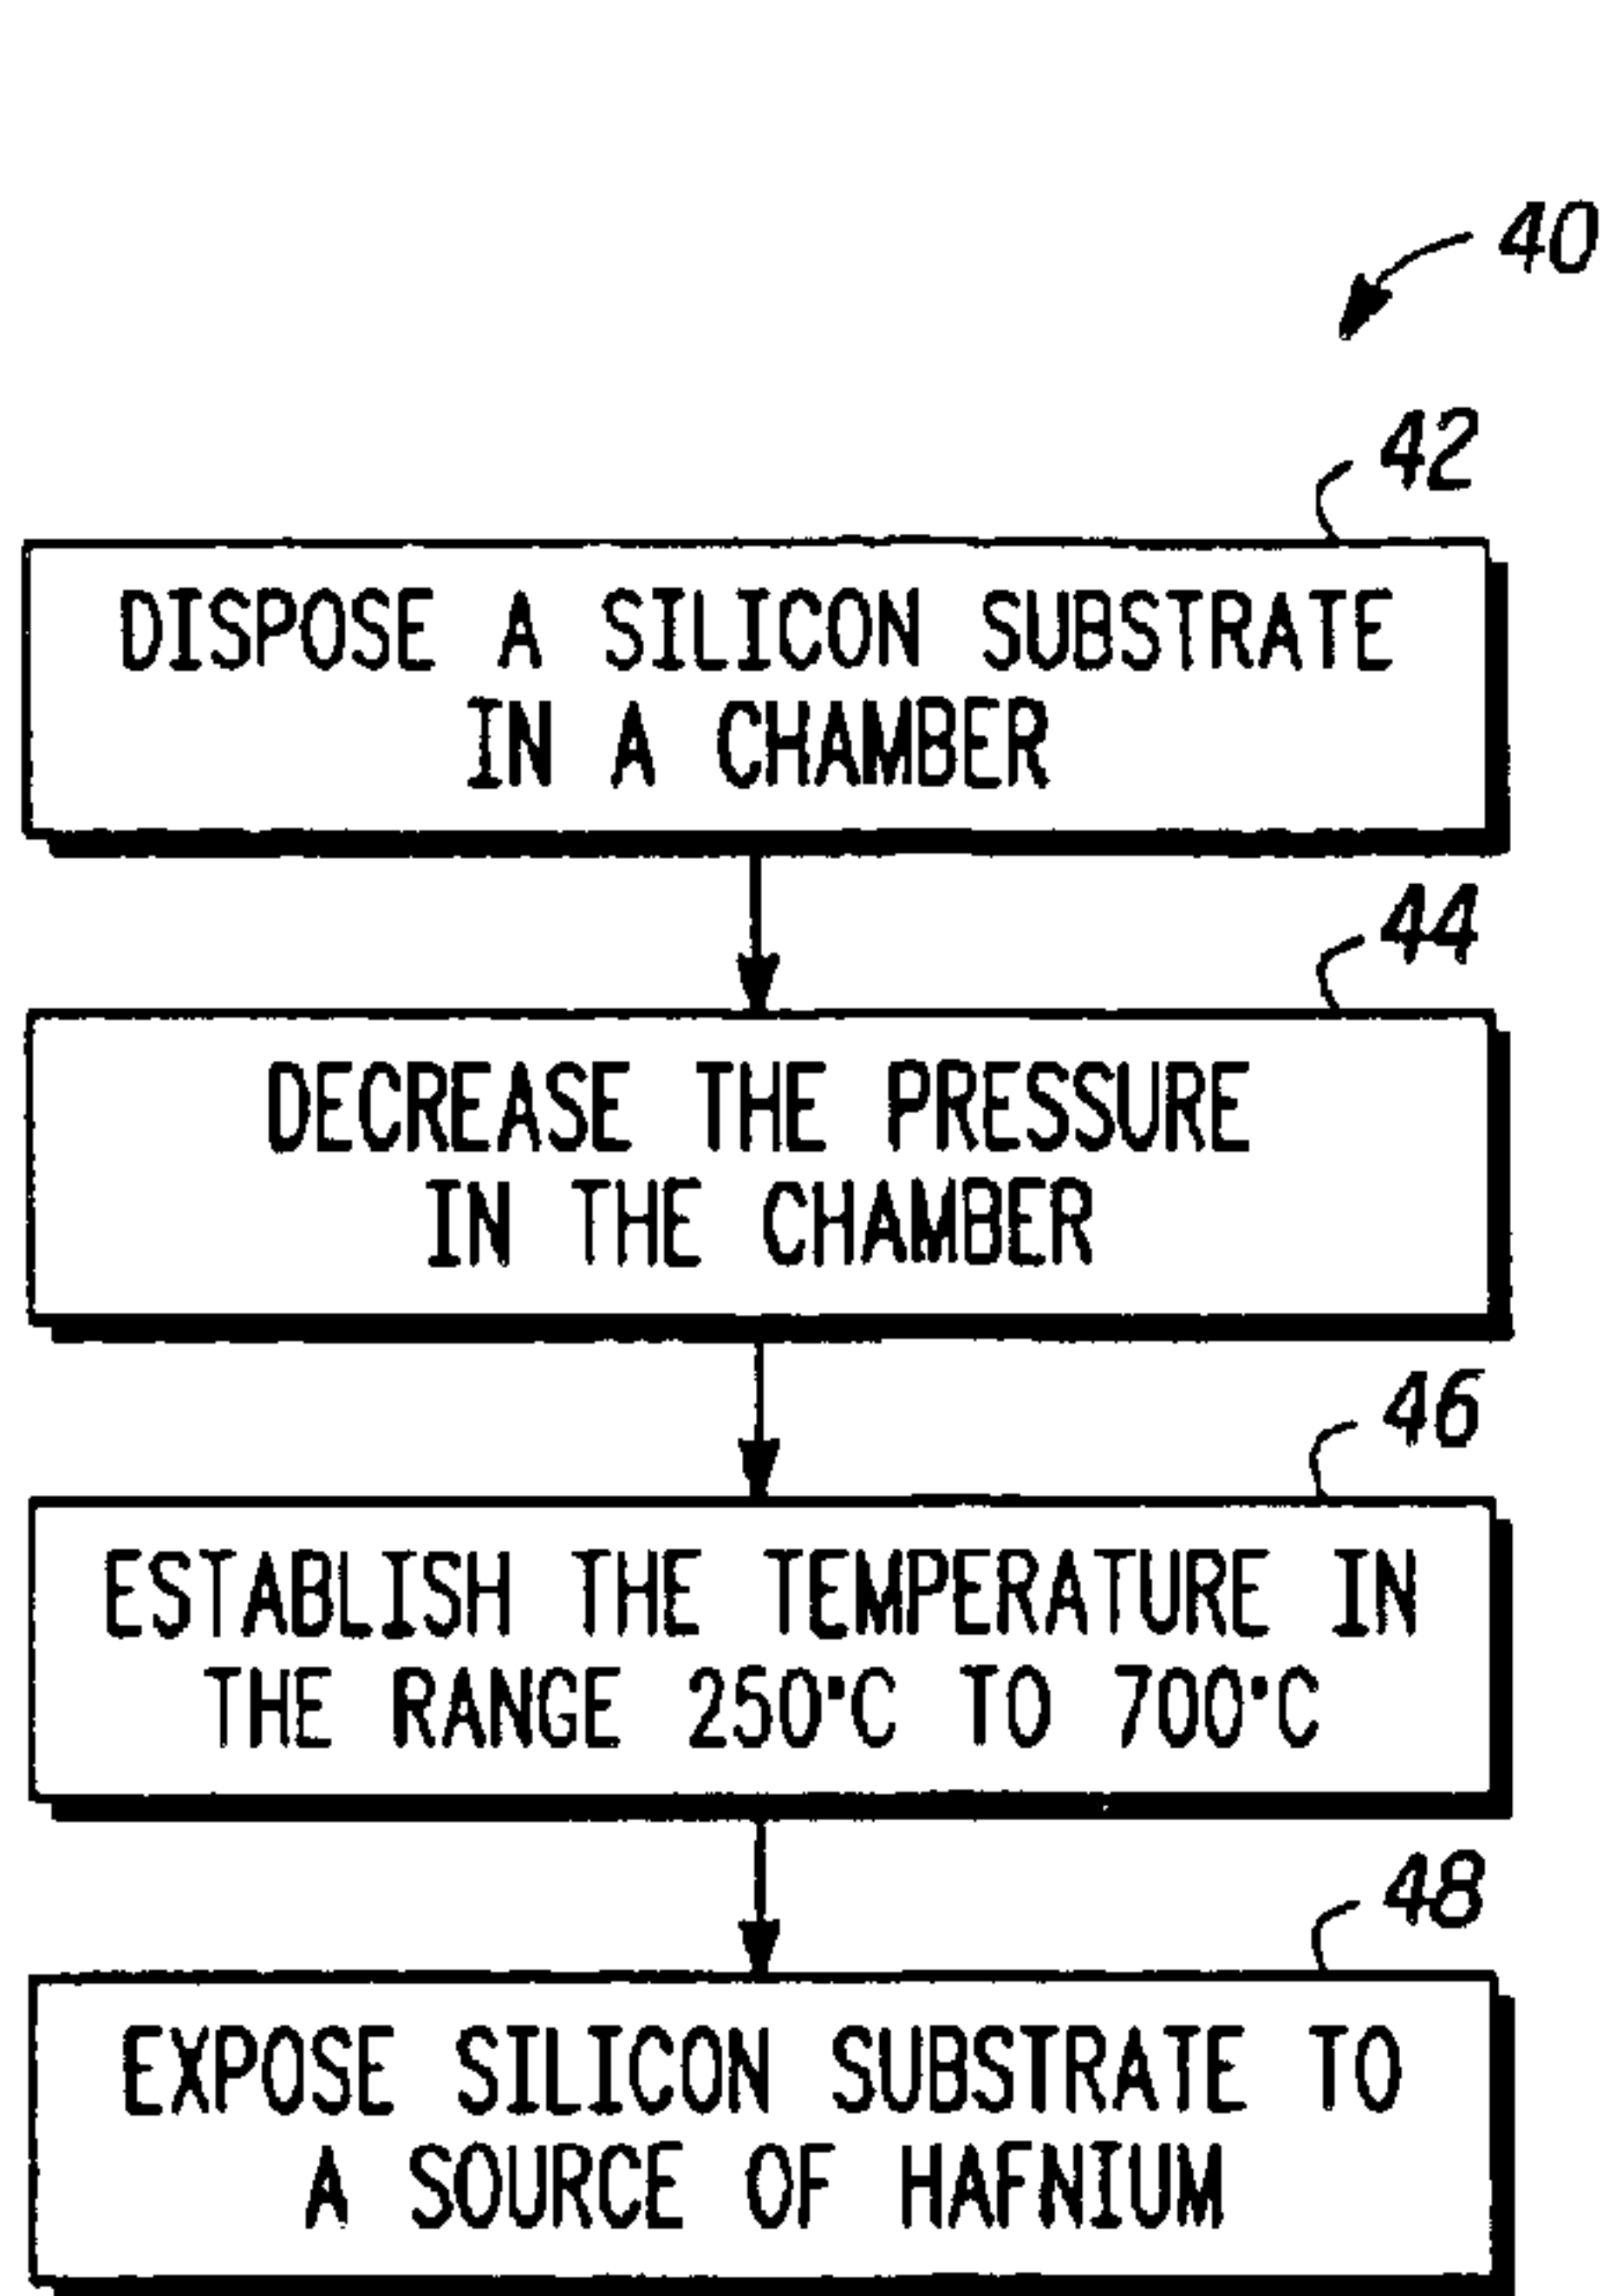 40
42
DISPOSE A SILICON SUBSTRATE
IN A CHAMBER
44
DECREASE THE PRESSURE
IN THE CHAMBER
46
ESTABLISH THE TEMPERATURE IN
THE RANGE 250°C TO 700°C
48
EXPOSE SILICON SUBSTRATE TO
A SOURCE OF HAFNIUM